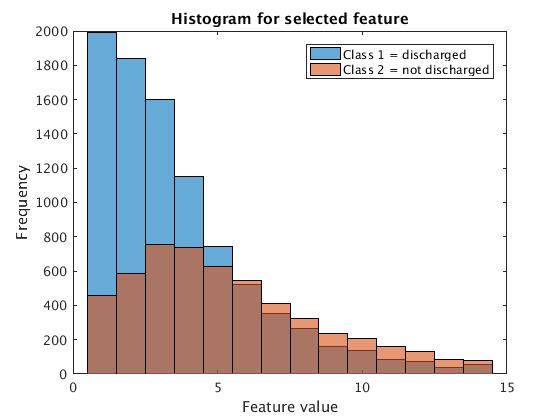 Histogram for selected feature
2000
1800
1600
1400
1200
1000
800
600
400
200
0
Frequency
Class 1 = discharged
Class 2 = not discharged
0 5 10 15
Feature value